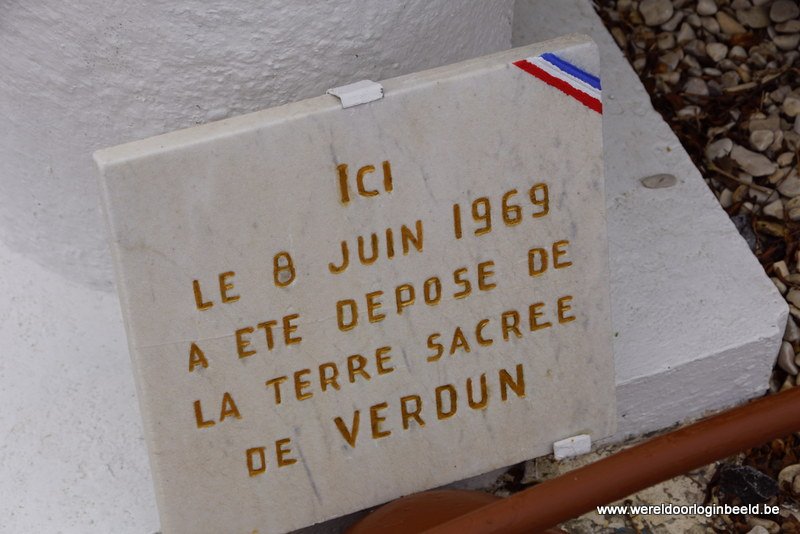 ICI
LE 8 JUIN 1969
A ETE DEPOSE DE
LA TERRE SACREE
DE VERDUN
www.wereldoorloginbeeld.be